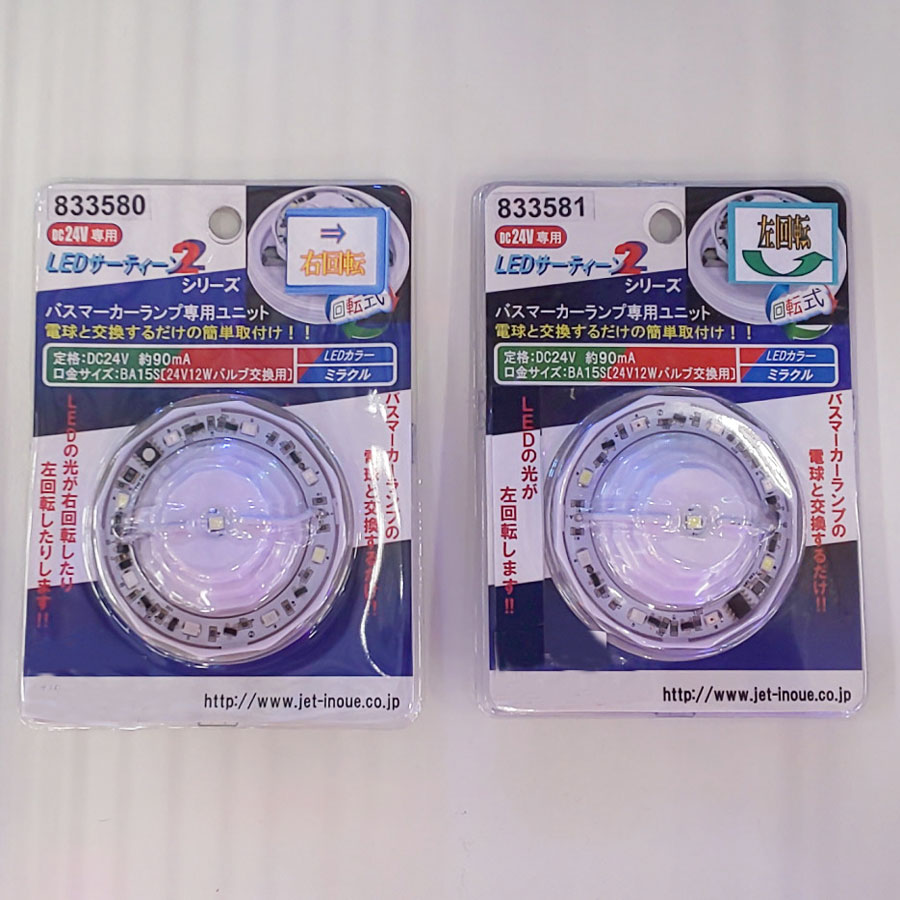 833580
DC24V専用
LEDサーティーン2
シリーズ
⇒
右回転
回転式
バスマーカーランプ専用ユニット
電球と交換するだけの簡単取付け！！
定格:DC24V 約90mA
口金サイズ:BA15S[24V12Wバルブ交換用]
LEDカラー
ミラクル
バスマーカーランプの
電球と交換するだけ!!
LEDの光が右回転したり
左回転したりします!!
http://www.jet-inoue.co.jp
833581
DC24V専用
LEDサーティーン2
シリーズ
左回転
回転式
バスマーカーランプ専用ユニット
電球と交換するだけの簡単取付け！！
定格:DC24V 約90mA
口金サイズ:BA15S[24V12Wバルブ交換用]
LEDカラー
ミラクル
バスマーカーランプの
電球と交換するだけ!!
LEDの光が
左回転します!!
http://www.jet-inoue.co.jp